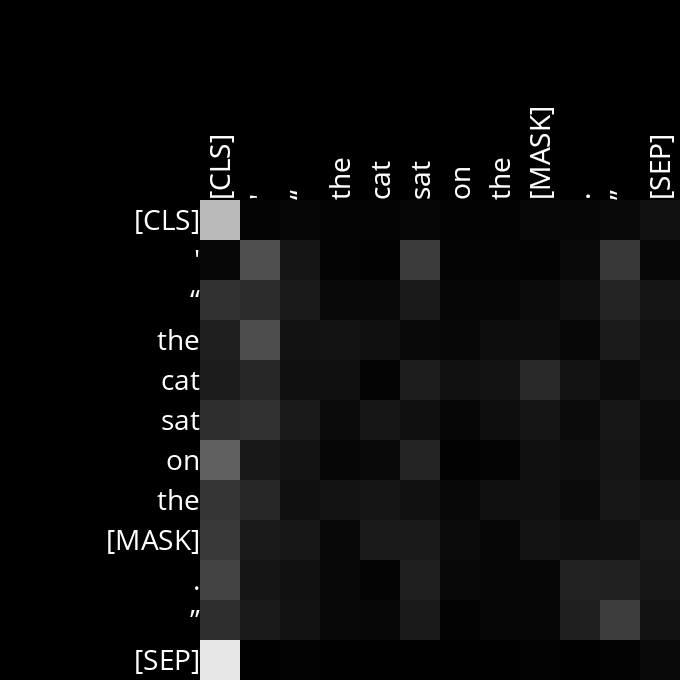 [CLS] ' “ the cat sat on the [MASK] . ” [SEP]
[CLS]
'
“
the
cat
sat
on
the
[MASK]
.
”
[SEP]